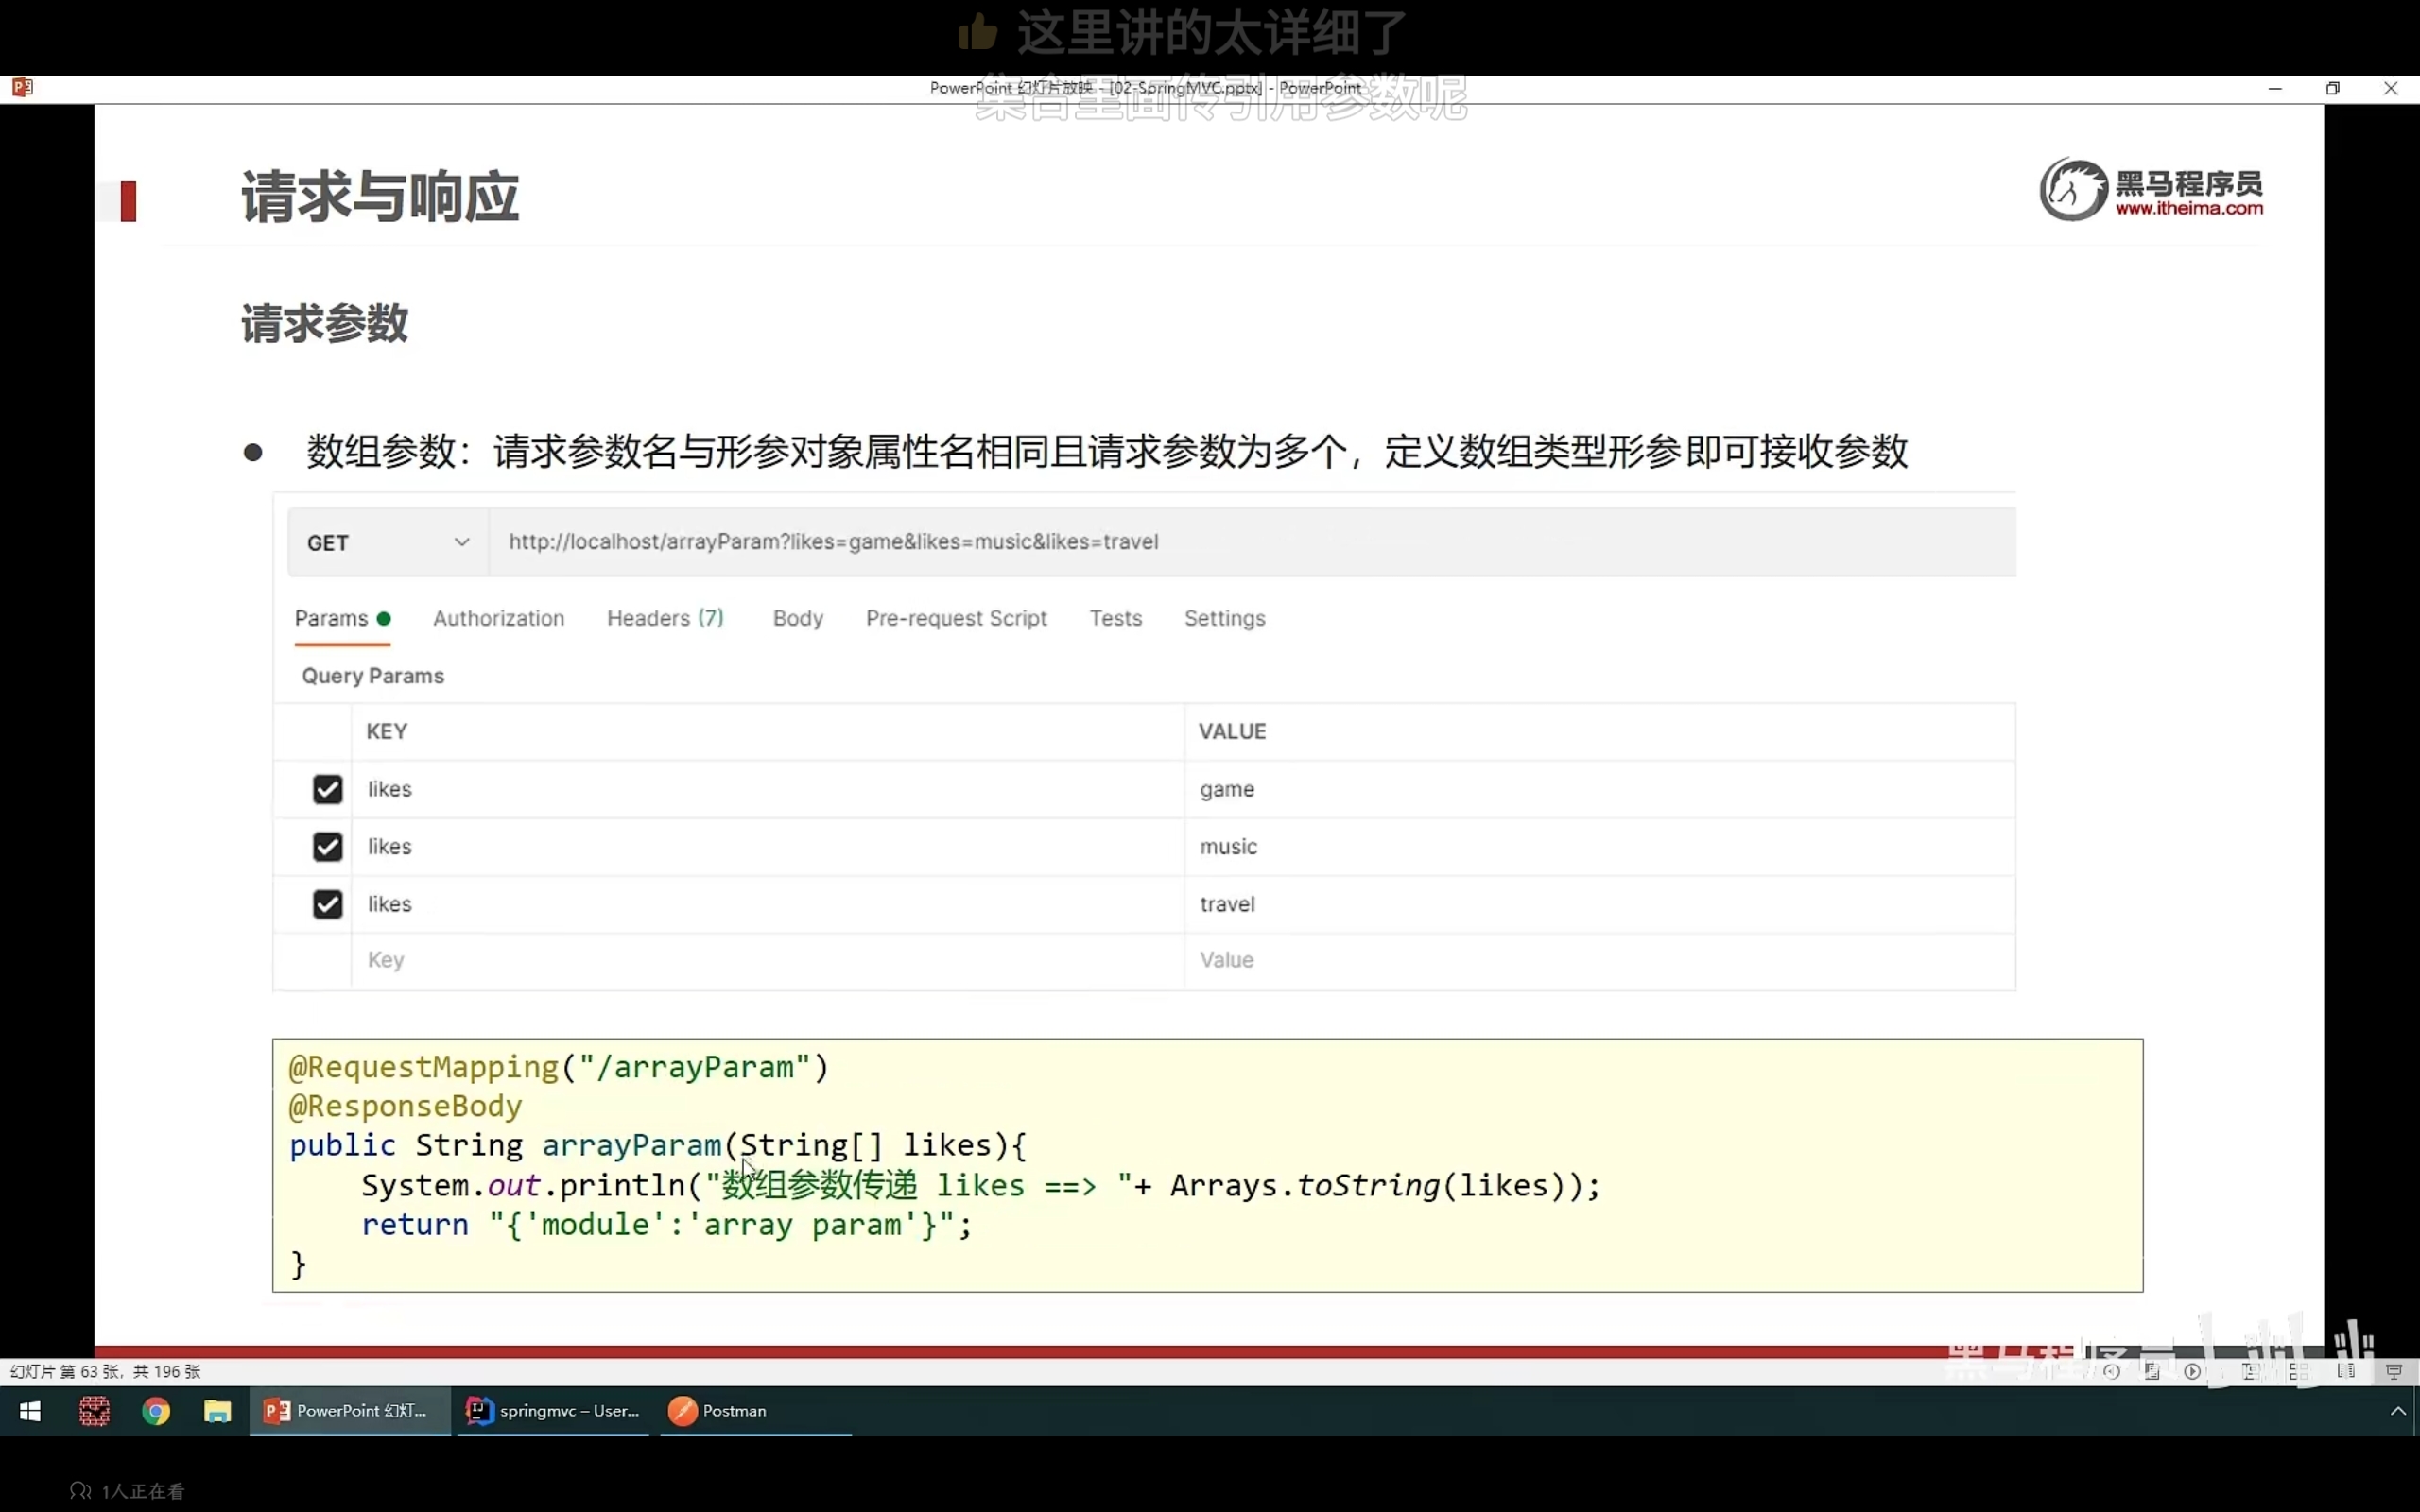 这里讲的太详细了
集合里面传引用参数呢
PowerPoint 幻灯片放映 - [02-SpringMVC.pptx] - PowerPoint
请求与响应
黑马程序员
www.itheima.com
请求参数
● 数组参数：请求参数名与形参对象属性名相同且请求参数为多个，定义数组类型形参即可接收参数
GET http://localhost/arrayParam?likes=game&likes=music&likes=travel
Params Authorization Headers (7) Body Pre-request Script Tests Settings
Query Params
KEY VALUE
likes game
likes music
likes travel
Key Value
@RequestMapping("/arrayParam")
@ResponseBody
public String arrayParam(String[] likes){
    System.out.println("数组参数传递 likes ==> "+ Arrays.toString(likes));
    return "{'module':'array param'}";
}
黑马程序员
幻灯片 第 63 张，共 196 张
PowerPoint 幻灯... springmvc – User... Postman
1人正在看